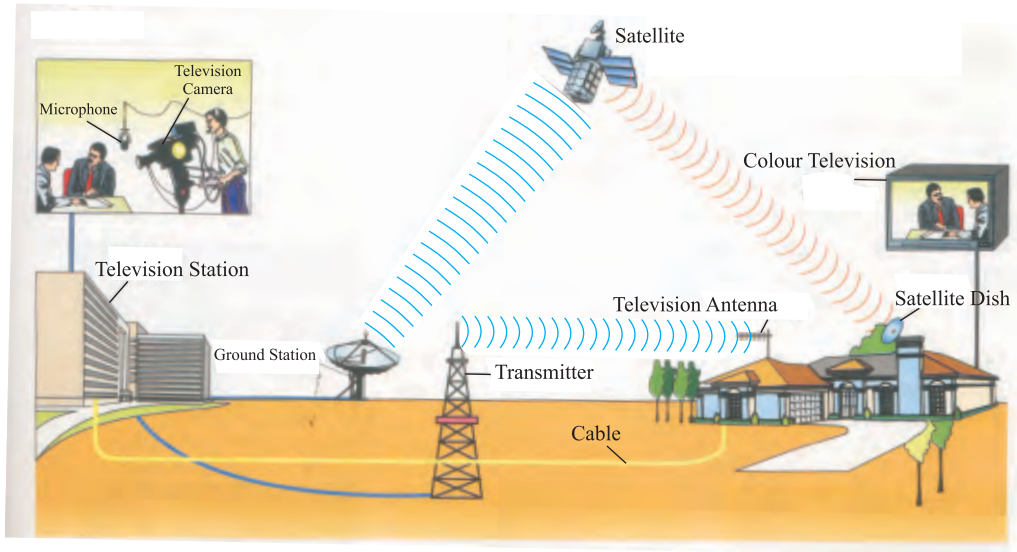 Satellite
Television
Camera
Microphone
Colour Television
Television Station
Television Antenna
Satellite Dish
Ground Station
Transmitter
Cable